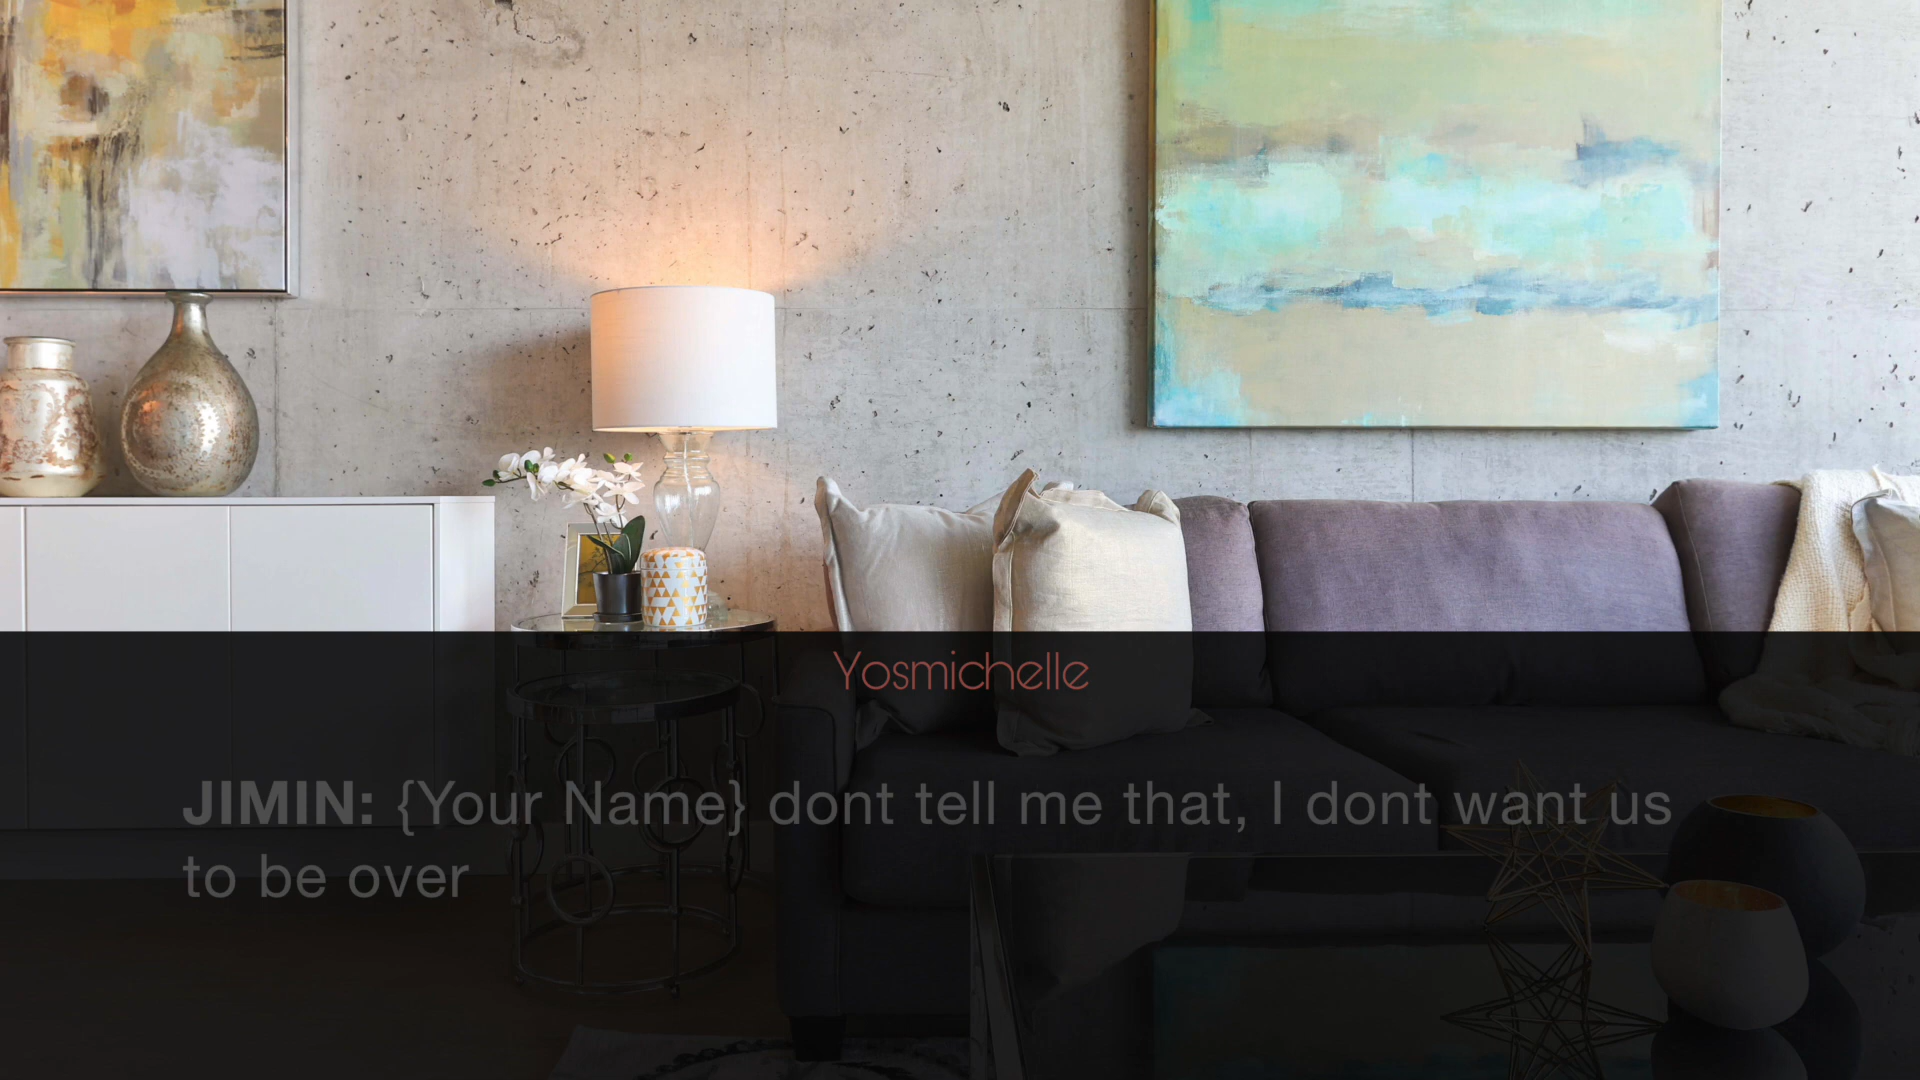 Yosmichelle
JIMIN: {Your Name} dont tell me that, I dont want us
to be over